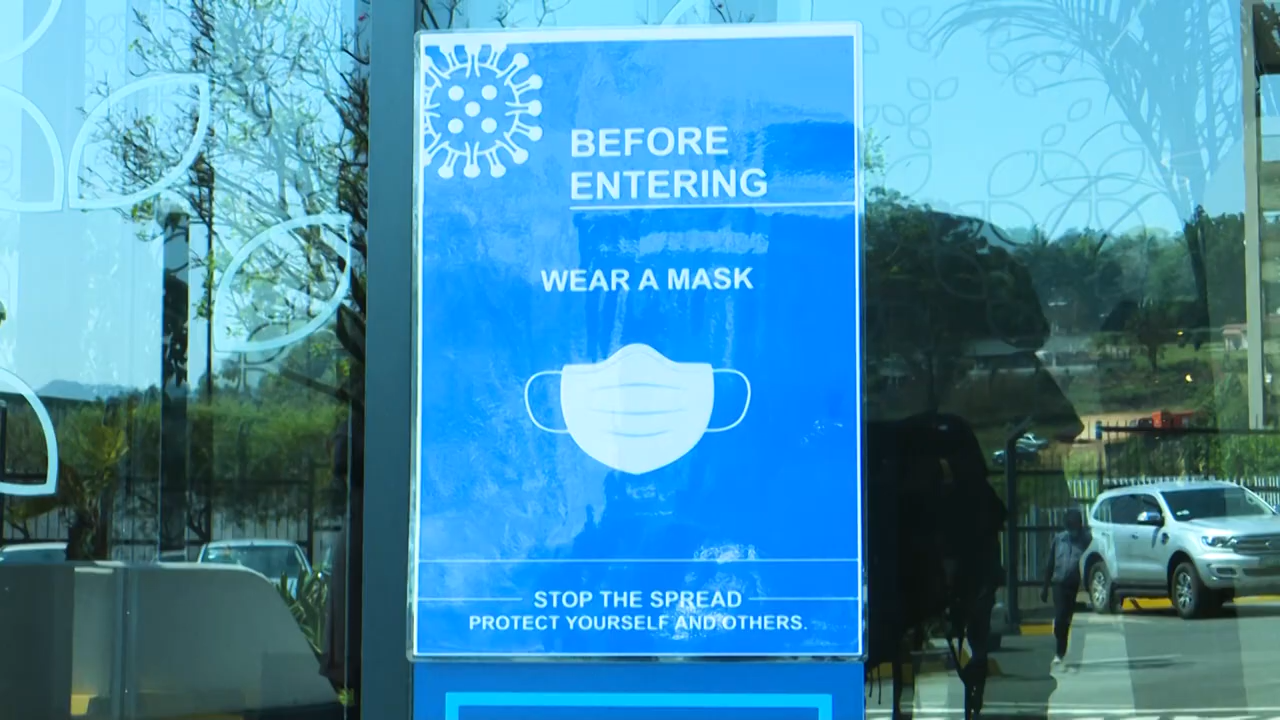 BEFORE
ENTERING
WEAR A MASK
STOP THE SPREAD
PROTECT YOURSELF AND OTHERS.